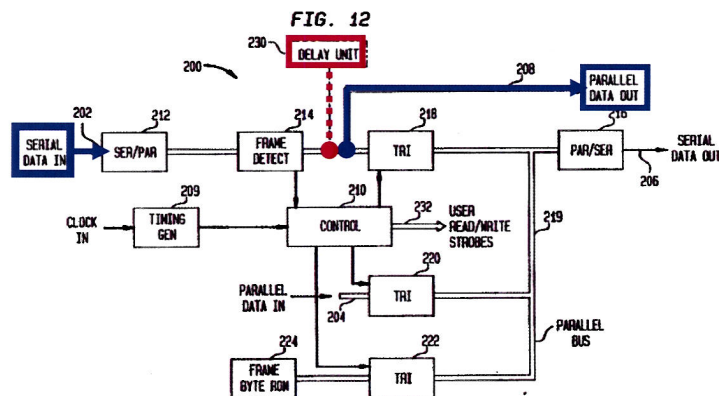 FIG. 12
230
DELAY UNIT
200
208
PARALLEL
DATA OUT
202
212
214
218
216
SERIAL
DATA IN
SER/PAR
FRAME
DETECT
TRI
PAR/SER
SERIAL
DATA OUT
206
209
210
232
219
CLOCK
IN
TIMING
GEN
CONTROL
USER
READ/WRITE
STROBES
220
PARALLEL
DATA IN
204
TRI
224
222
PARALLEL
BUS
FRAME
BYTE ROM
TRI